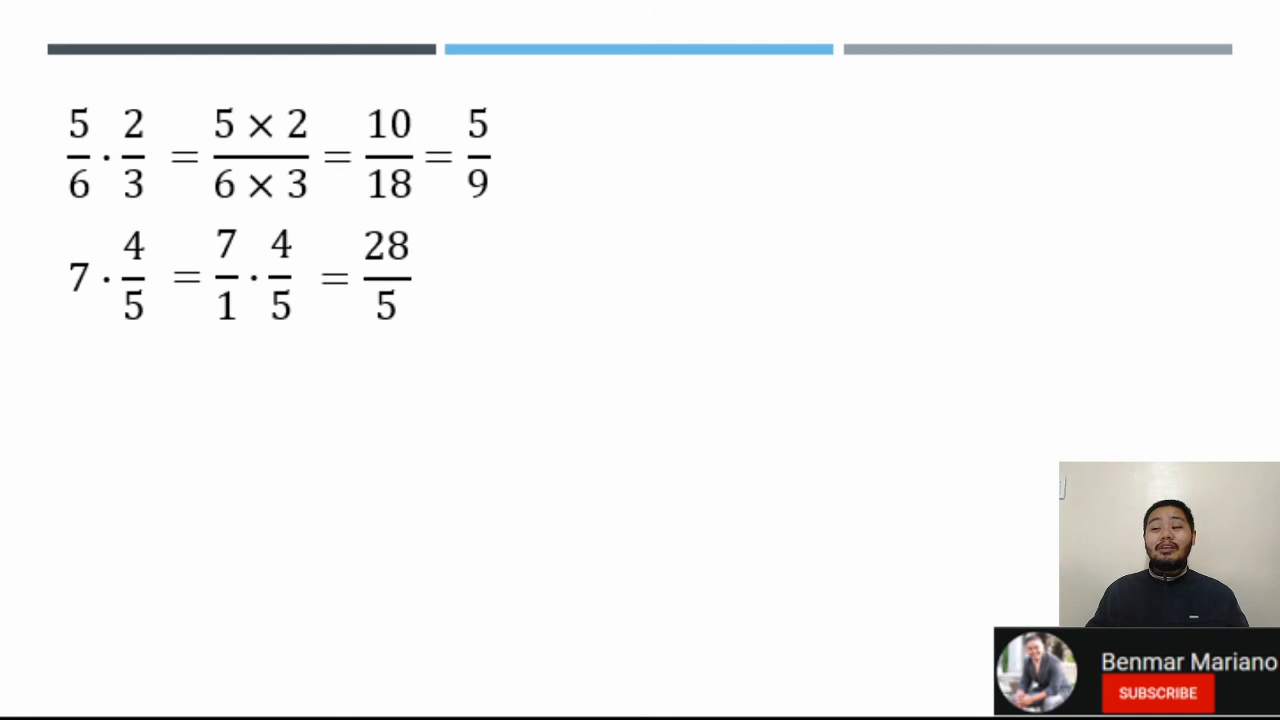 5/6 · 2/3 = 5 × 2/6 × 3 = 10/18 = 5/9
7 · 4/5 = 7/1 · 4/5 = 28/5
Benmar Mariano
SUBSCRIBE